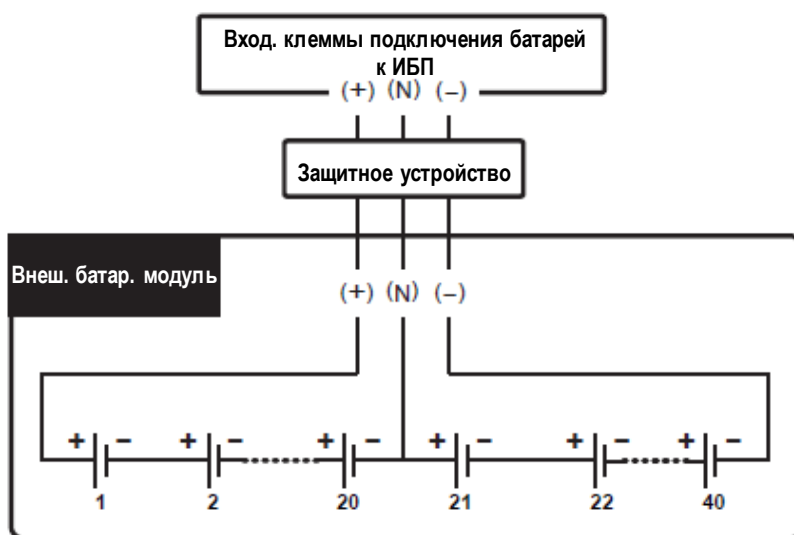 Вход. клеммы подключения батарей
к ИБП
(+) (N) (−)
Защитное устройство
Внеш. батар. модуль
(+) (N) (−)
+ − + − + − + − + − + −
1 2 20 21 22 40